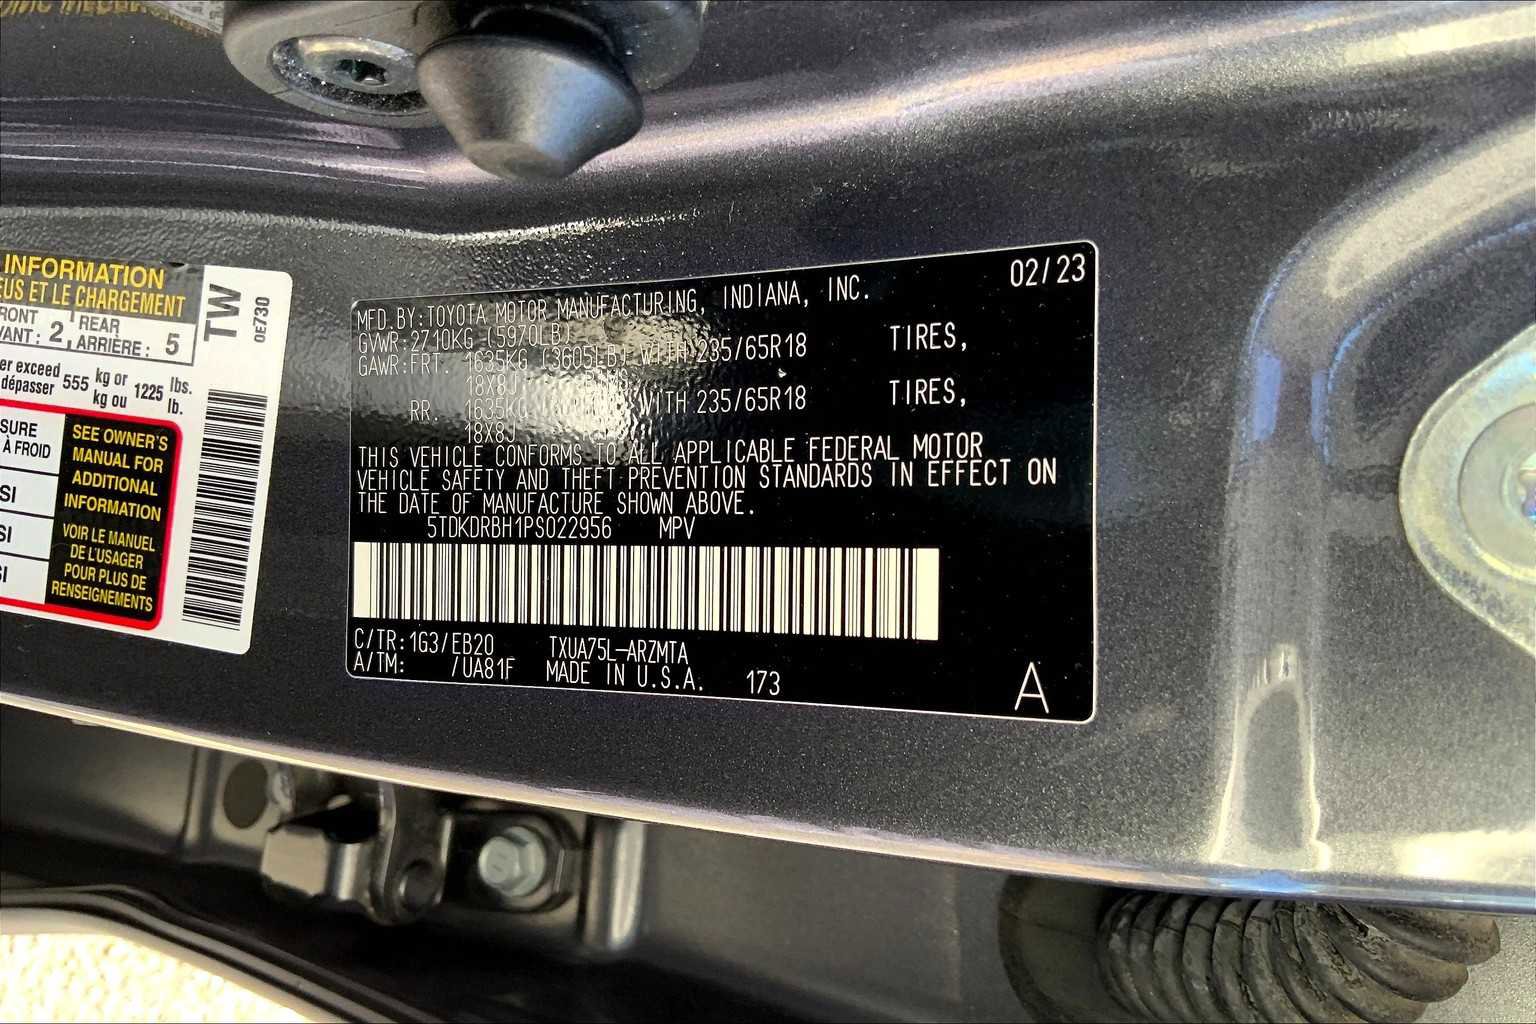 INFORMATION
EUS ET LE CHARGEMENT
RONT
VANT : 2 ,
REAR
ARRIÈRE : 5
er exceed
dépasser 555 kg or 1225 lbs.
kg ou lb.
SURE
À FROID
SI
SI
SI
SEE OWNER'S
MANUAL FOR
ADDITIONAL
INFORMATION
VOIR LE MANUEL
DE L'USAGER
POUR PLUS DE
RENSEIGNEMENTS
TW
0E730
02/23
MFD.BY:TOYOTA MOTOR MANUFACTURING, INDIANA, INC.
GVWR:2710KG (5970LB)
GAWR:FRT. 1635KG (3605LB) WITH 235/65R18 TIRES,
18X8J
RR. 1635KG WITH 235/65R18 TIRES,
18X8J
THIS VEHICLE CONFORMS TO ALL APPLICABLE FEDERAL MOTOR
VEHICLE SAFETY AND THEFT PREVENTION STANDARDS IN EFFECT ON
THE DATE OF MANUFACTURE SHOWN ABOVE.
5TDKDRBH1PS022956 MPV
C/TR:1G3/EB20 TXUA75L-ARZMTA
A/TM: /UA81F MADE IN U.S.A. 173
A